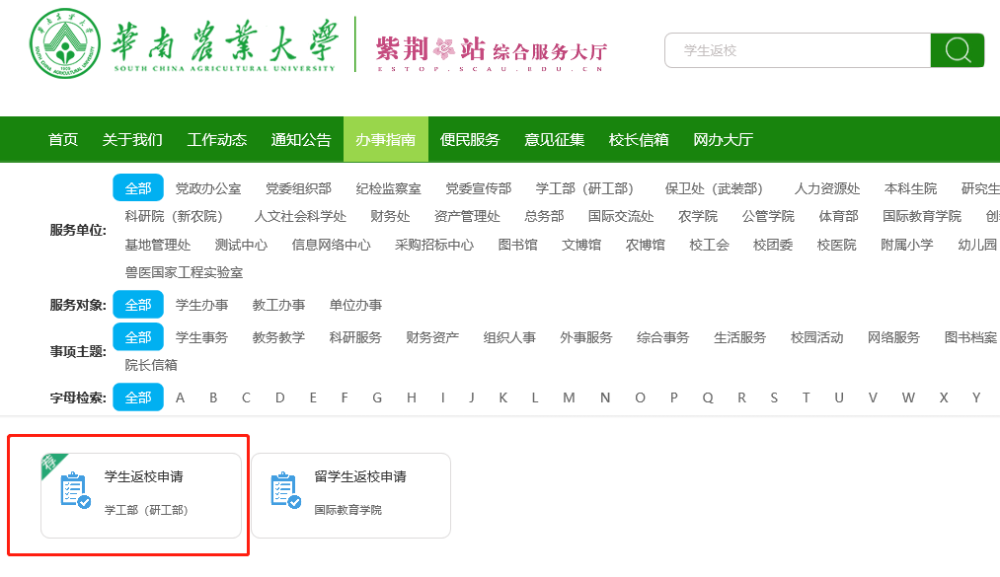 華南農業大學
SOUTH CHINA AGRICULTURAL UNIVERSITY
紫荆站 综合服务大厅
ESTOP.SCAU.EDU.CN
学生返校
首页 关于我们 工作动态 通知公告 办事指南 便民服务 意见征集 校长信箱 网办大厅
服务单位:
全部 党政办公室 党委组织部 纪检监察室 党委宣传部 学工部（研工部） 保卫处（武装部） 人力资源处 本科生院 研究生
科研院（新农院） 人文社会科学处 财务处 资产管理处 总务部 国际交流处 农学院 公管学院 体育部 国际教育学院
基地管理处 测试中心 信息网络中心 采购招标中心 图书馆 文博馆 农博馆 校工会 校团委 校医院 附属小学 幼儿园
兽医国家工程实验室
服务对象: 全部 学生办事 教工办事 单位办事
事项主题:
全部 学生事务 教务教学 科研服务 财务资产 组织人事 外事服务 综合事务 生活服务 校园活动 网络服务 图书档案
院长信箱
字母检索: 全部 A B C D E F G H I J K L M N O P Q R S T U V W X Y
荐
学生返校申请
学工部（研工部）
留学生返校申请
国际教育学院